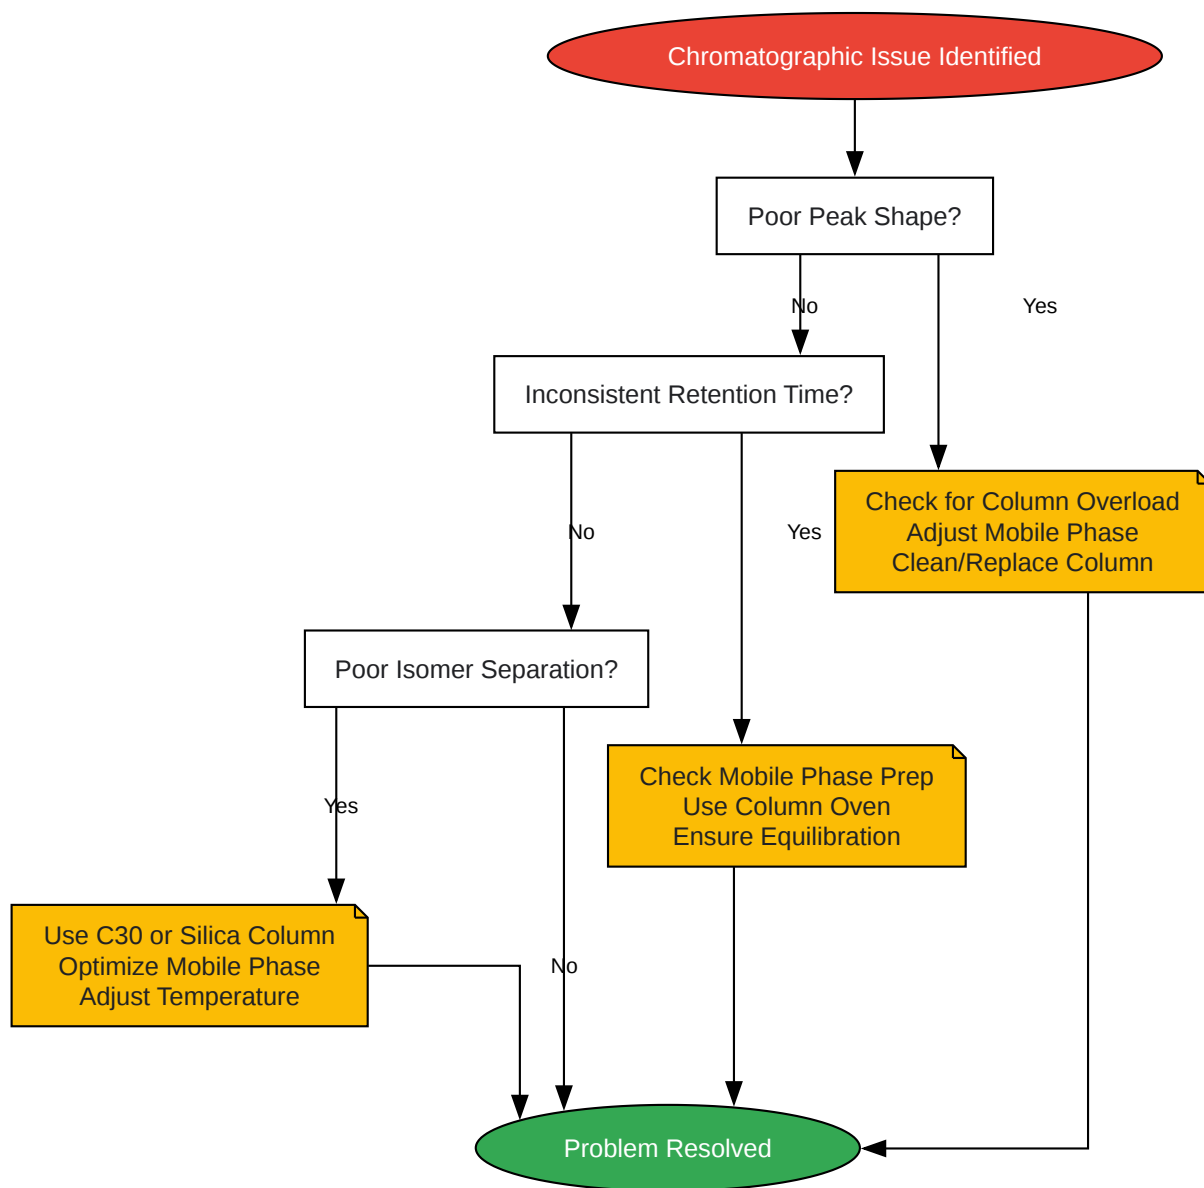 Chromatographic Issue Identified
Poor Peak Shape?
No
Yes
Inconsistent Retention Time?
No
Yes
Check for Column Overload
Adjust Mobile Phase
Clean/Replace Column
Poor Isomer Separation?
Yes
No
Check Mobile Phase Prep
Use Column Oven
Ensure Equilibration
Use C30 or Silica Column
Optimize Mobile Phase
Adjust Temperature
Problem Resolved